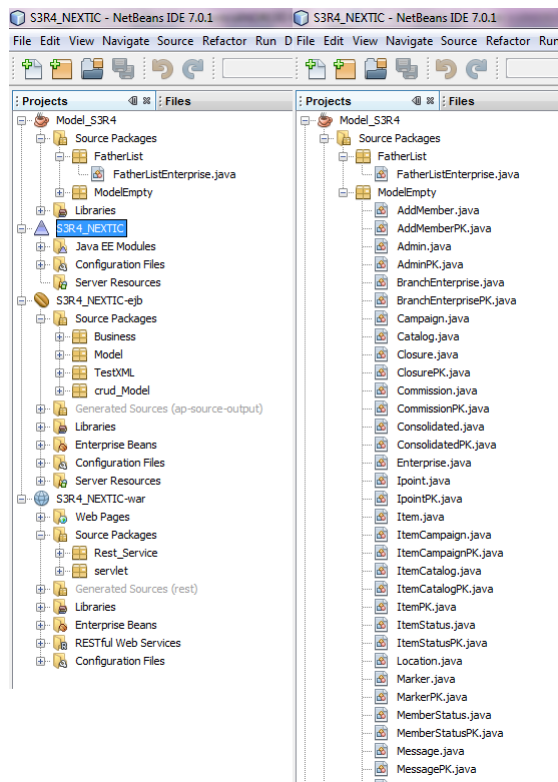 S3R4_NEXTIC - NetBeans IDE 7.0.1
File Edit View Navigate Source Refactor Run D
Projects
Files
Model_S3R4
Source Packages
FatherList
FatherListEnterprise.java
ModelEmpty
Libraries
S3R4_NEXTIC
Java EE Modules
Configuration Files
Server Resources
S3R4_NEXTIC-ejb
Source Packages
Business
Model
TestXML
crud_Model
Generated Sources (ap-source-output)
Libraries
Enterprise Beans
Configuration Files
Server Resources
S3R4_NEXTIC-war
Web Pages
Source Packages
Rest_Service
servlet
Generated Sources (rest)
Libraries
Enterprise Beans
RESTful Web Services
Configuration Files
S3R4_NEXTIC - NetBeans IDE 7.0.1
File Edit View Navigate Source Refactor Run
Projects
Files
Model_S3R4
Source Packages
FatherList
FatherListEnterprise.java
ModelEmpty
AddMember.java
AddMemberPK.java
Admin.java
AdminPK.java
BranchEnterprise.java
BranchEnterprisePK.java
Campaign.java
Catalog.java
Closure.java
ClosurePK.java
Commission.java
CommissionPK.java
Consolidated.java
ConsolidatedPK.java
Enterprise.java
Ipoint.java
IpointPK.java
Item.java
ItemCampaign.java
ItemCampaignPK.java
ItemCatalog.java
ItemCatalogPK.java
ItemPK.java
ItemStatus.java
ItemStatusPK.java
Location.java
Marker.java
MarkerPK.java
MemberStatus.java
MemberStatusPK.java
Message.java
MessagePK.java